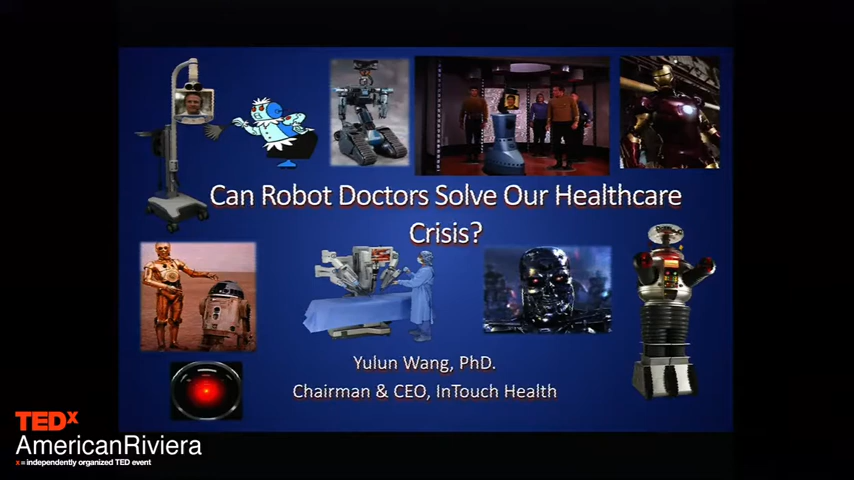 Can Robot Doctors Solve Our Healthcare
Crisis?
Yulun Wang, PhD.
Chairman & CEO, InTouch Health
TEDx
AmericanRiviera
x = independently organized TED event